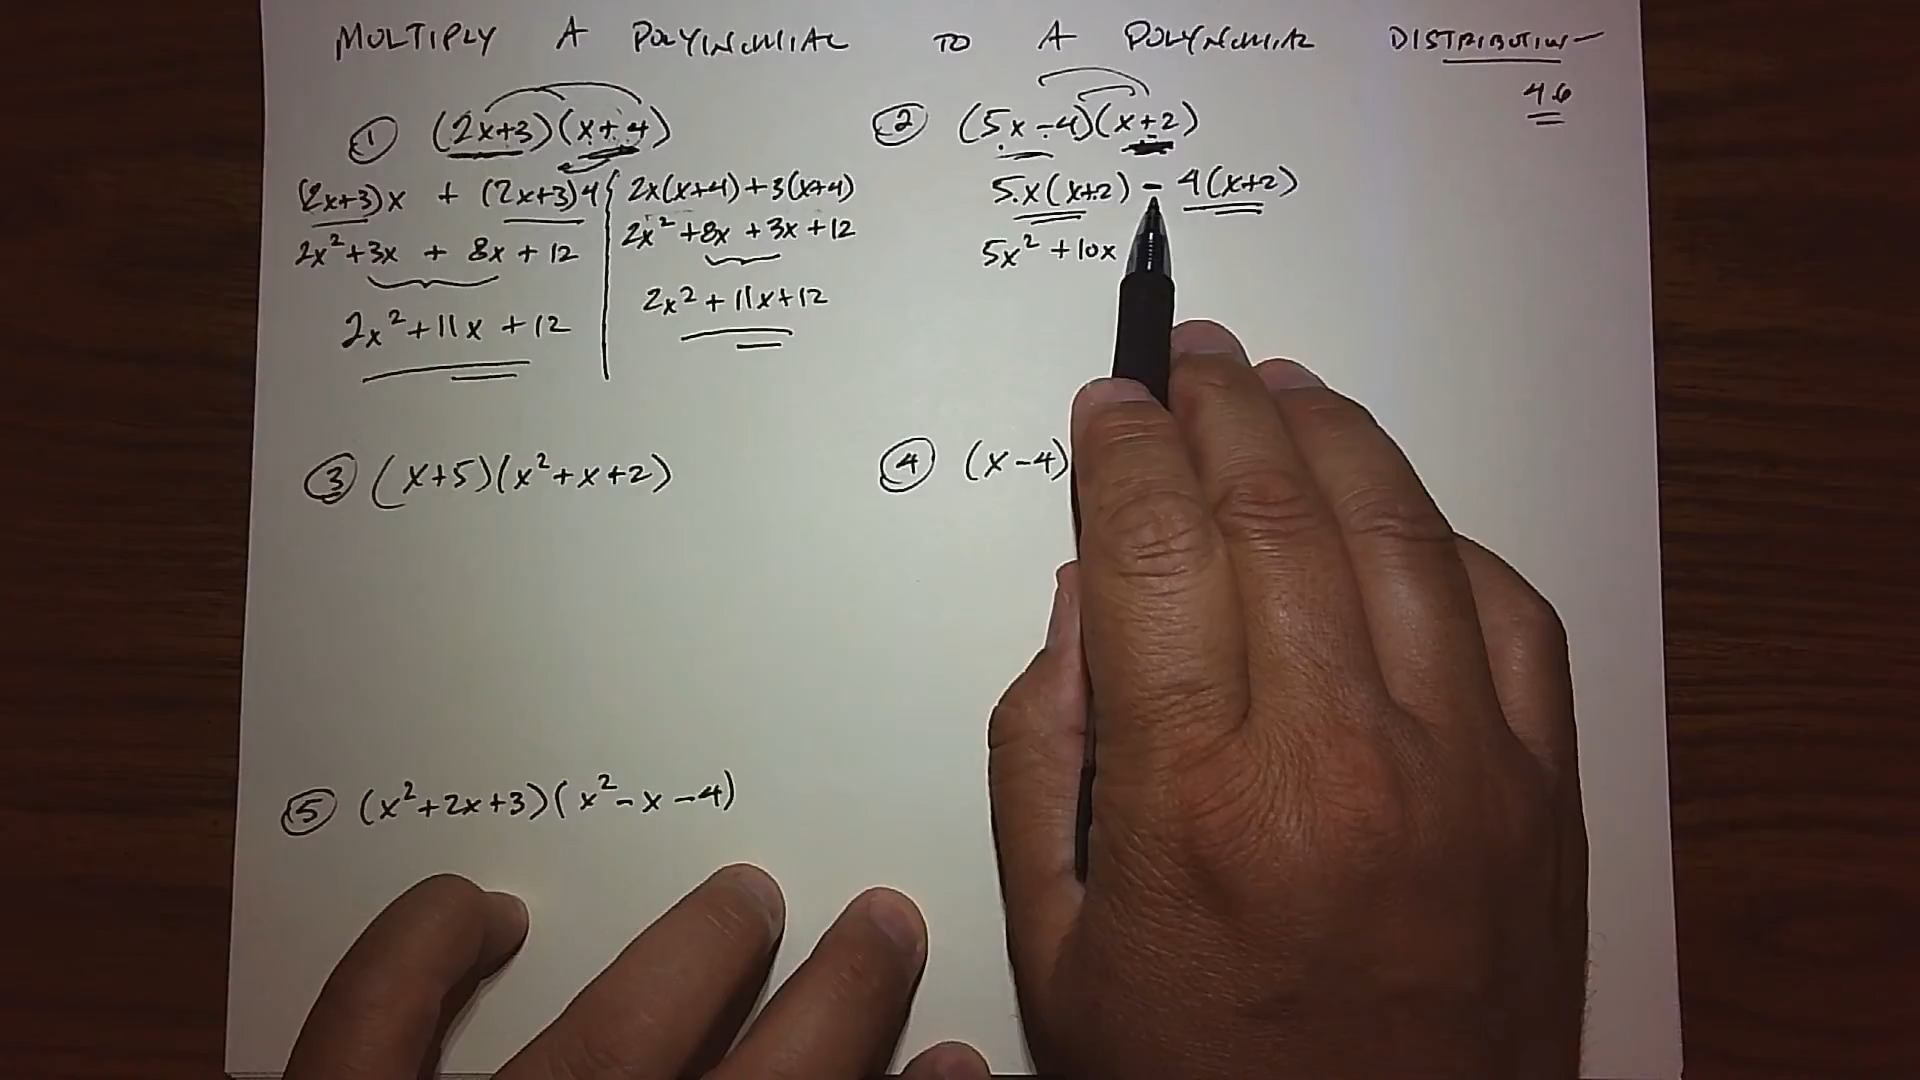 MULTIPLY A POLYINOMIAL TO A POLYNOMIAL DISTRIBUTION
4.6
① (2x+3)(x+4)
(2x+3)x + (2x+3)4
2x²+3x + 8x+12
2x²+11x+12
2x(x+4)+3(x+4)
2x²+8x+3x+12
2x²+11x+12
② (5x-4)(x+2)
5x(x+2) - 4(x+2)
5x²+10x
③ (x+5)(x²+x+2)
④ (x-4)
⑤ (x²+2x+3)(x²-x-4)